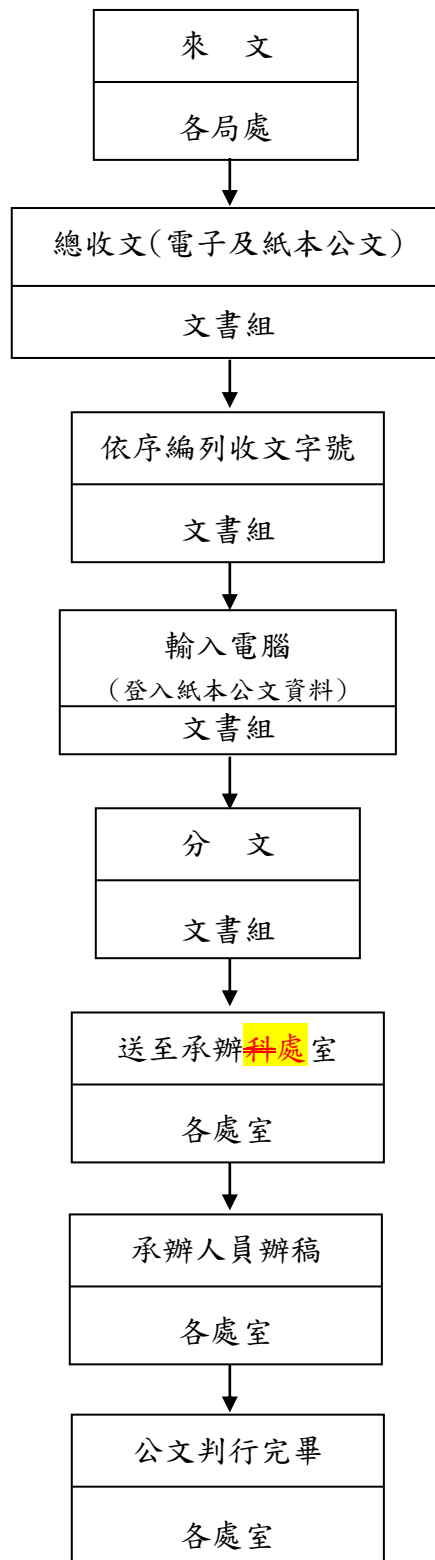 來　文
各局處
總收文(電子及紙本公文)
文書組
依序編列收文字號
文書組
輸入電腦
(登入紙本公文資料)
文書組
分　文
文書組
送至承辦科處室
各處室
承辦人員辦稿
各處室
公文判行完畢
各處室